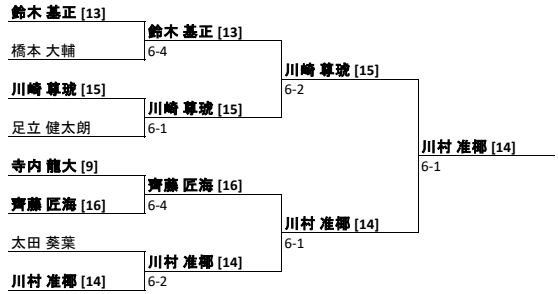 鈴木 基正 [13]
鈴木 基正 [13]
橋本 大輔
6-4
川崎 尊琥 [15]
6-2
川崎 尊琥 [15]
川崎 尊琥 [15]
足立 健太朗
6-1
川村 准椰 [14]
6-1
寺内 龍大 [9]
齊藤 匠海 [16]
齊藤 匠海 [16]
6-4
川村 准椰 [14]
6-1
太田 葵葉
川村 准椰 [14]
川村 准椰 [14]
6-2